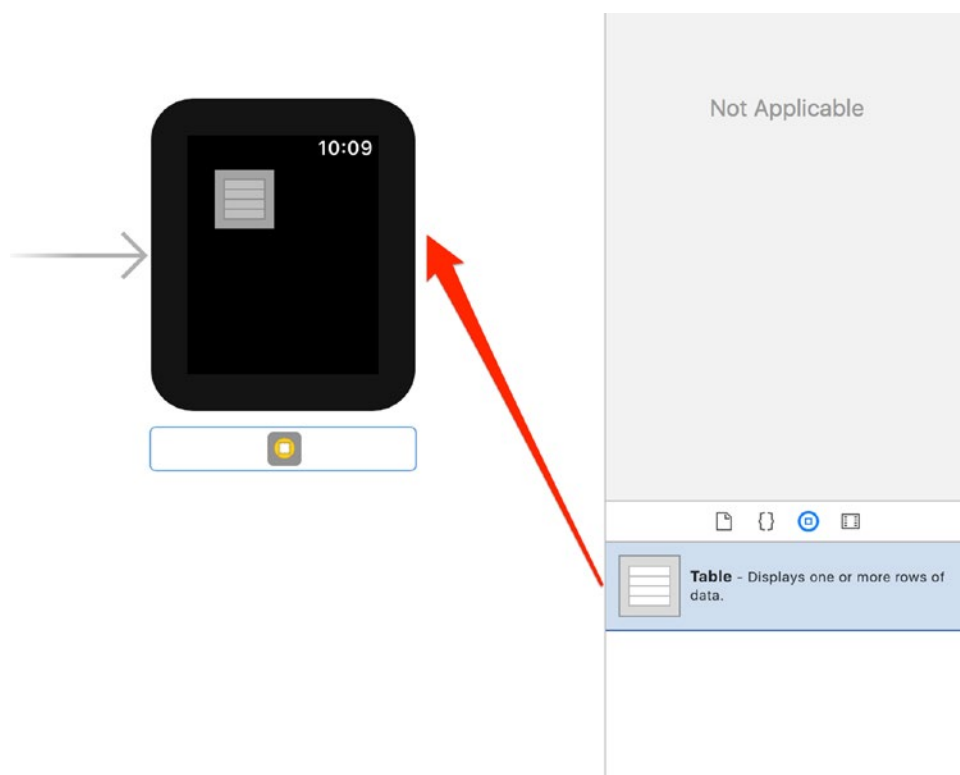 Not Applicable
10:09
Table - Displays one or more rows of
data.